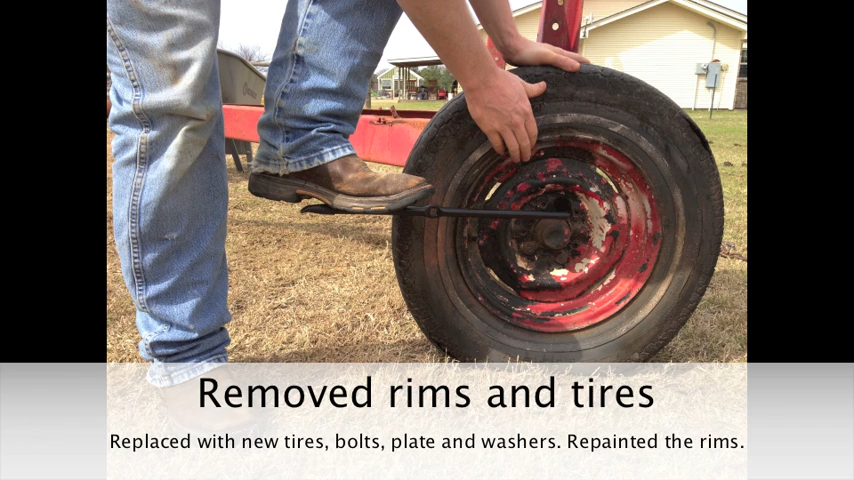 Removed rims and tires
Replaced with new tires, bolts, plate and washers. Repainted the rims.